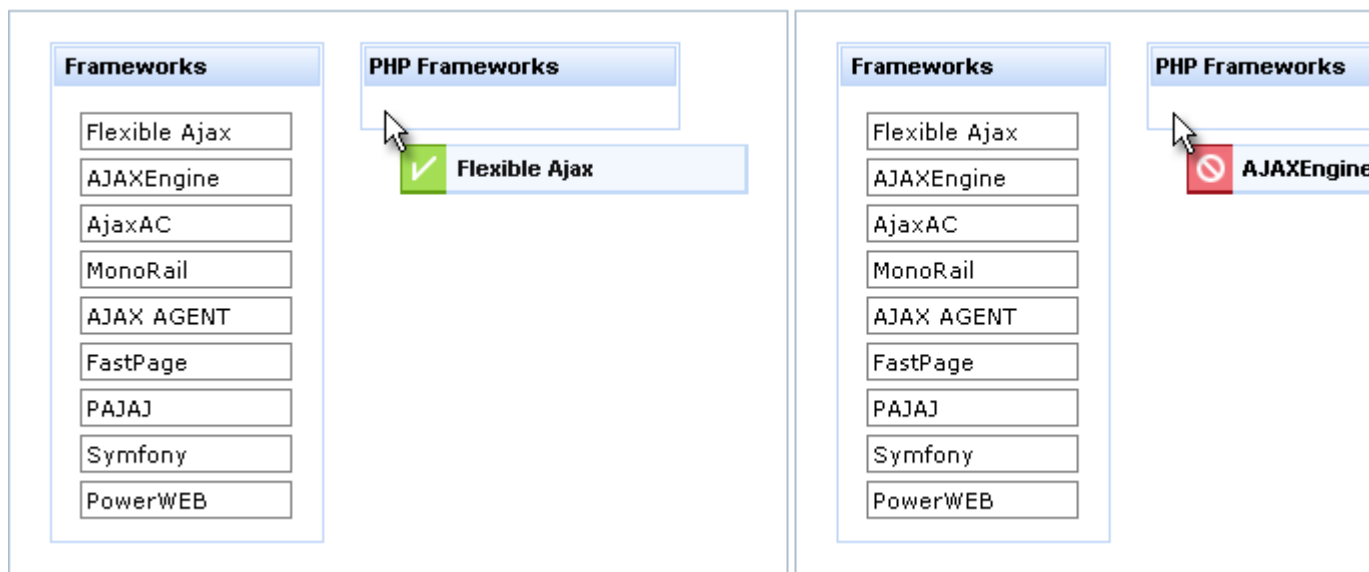 Frameworks
Flexible Ajax
AJAXEngine
AjaxAC
MonoRail
AJAX AGENT
FastPage
PAJAJ
Symfony
PowerWEB
PHP Frameworks
Flexible Ajax
Frameworks
Flexible Ajax
AJAXEngine
AjaxAC
MonoRail
AJAX AGENT
FastPage
PAJAJ
Symfony
PowerWEB
PHP Frameworks
AJAXEngine